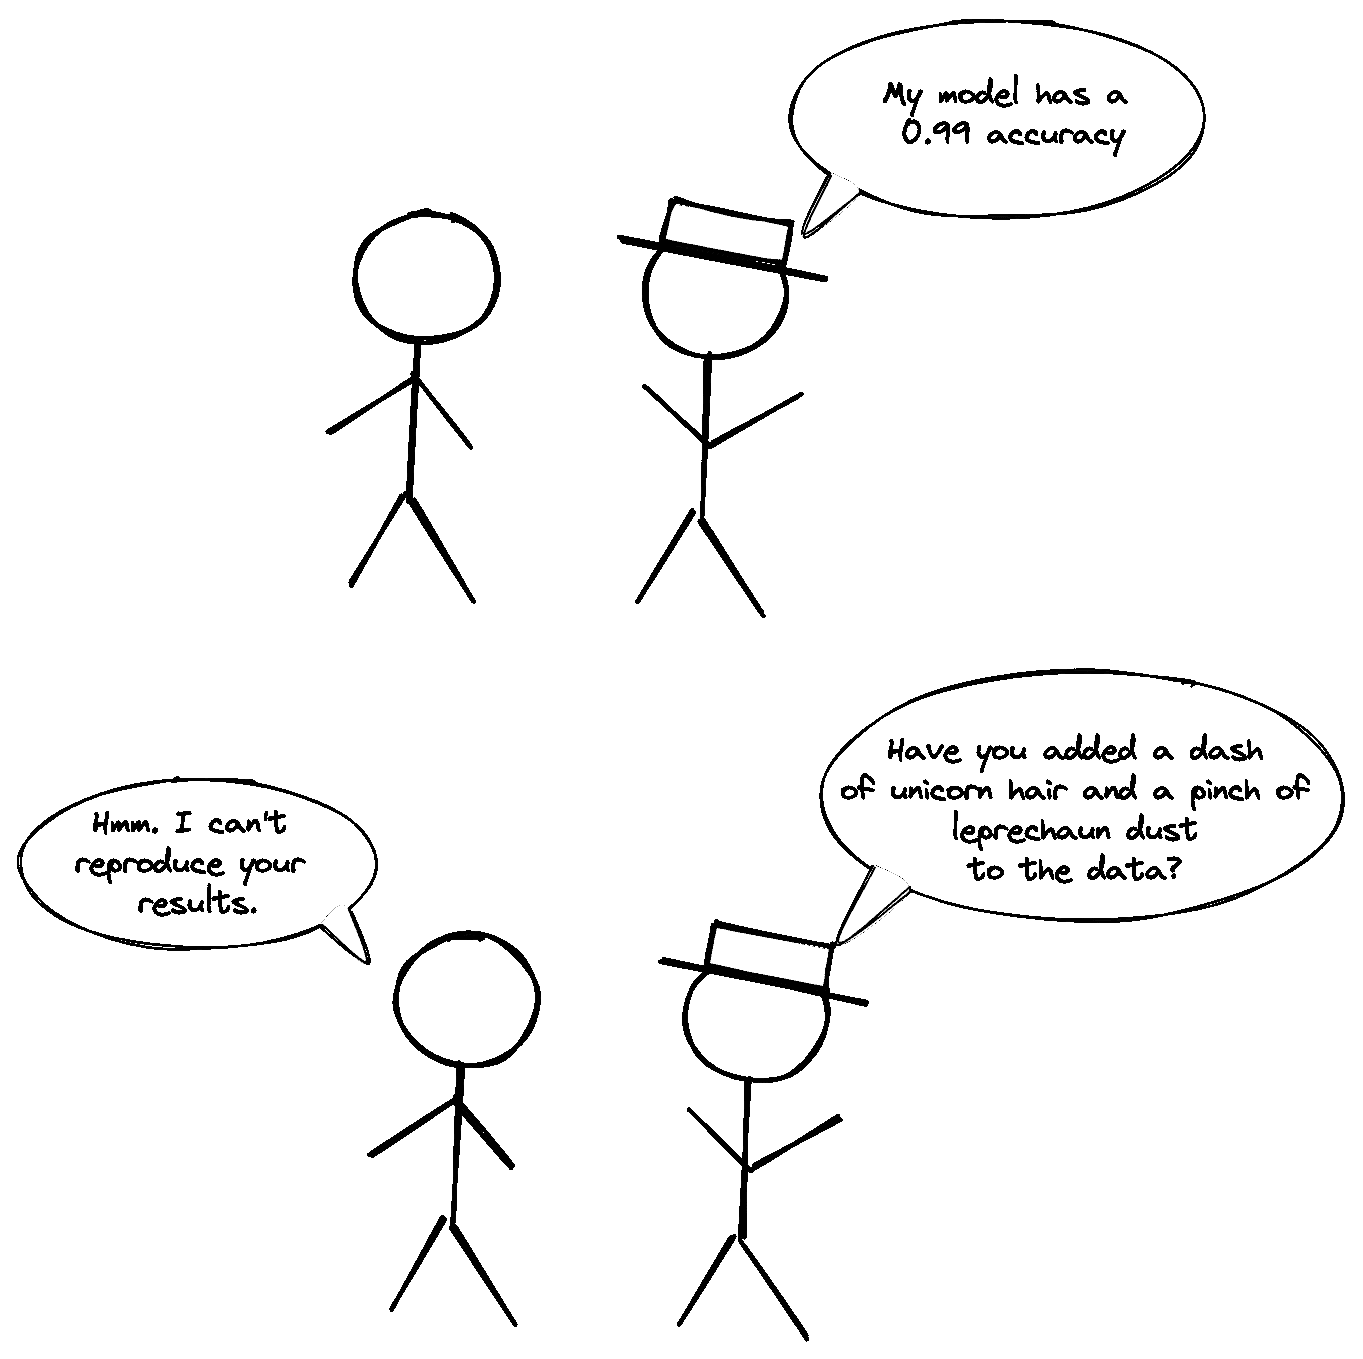 My model has a
0.99 accuracy
Hmm. I can't
reproduce your
results.
Have you added a dash
of unicorn hair and a pinch of
leprechaun dust
to the data?